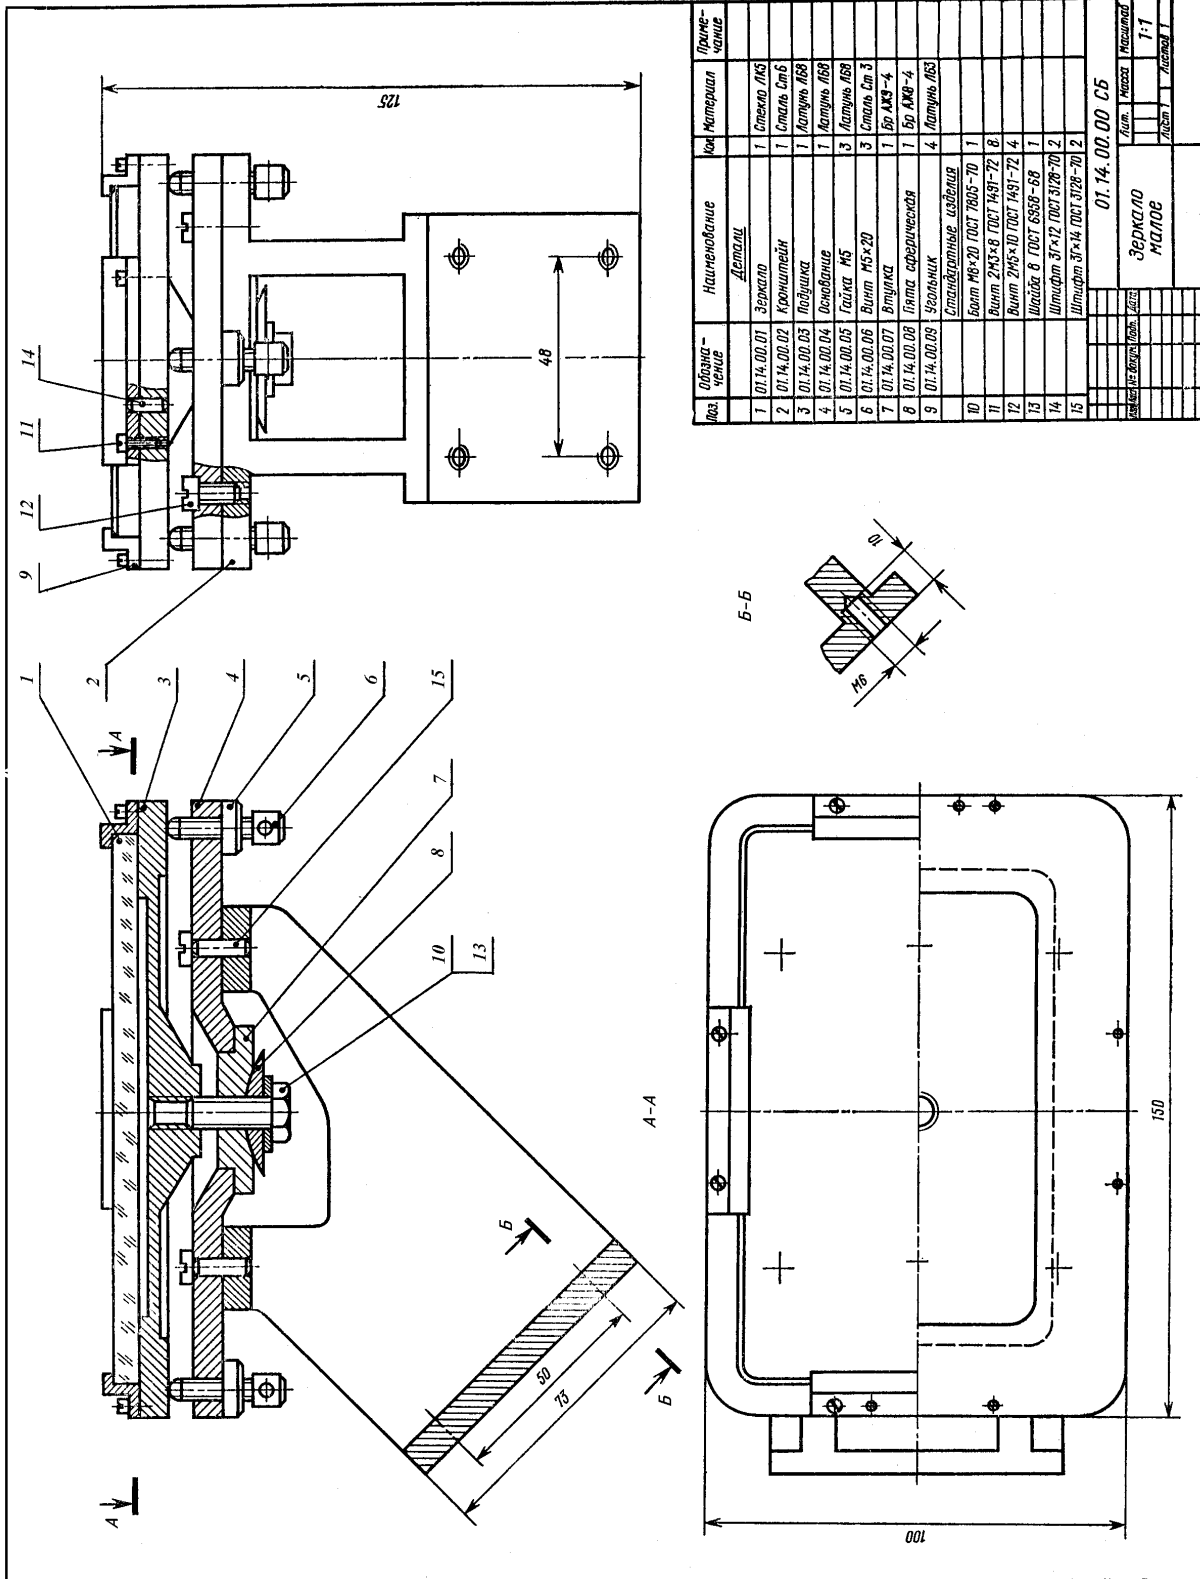 1
2
3
4
5
6
15
7
8
10
13
9
12
11
14
А
А
Б
Б
50
73
125
48
Б-Б
М6
10
А-А
150
100
Поз. Обозна-чение Наименование Кол Материал Приме-чание
Детали
1 01.14.00.01 Зеркало 1 Стекло ЛК5
2 01.14.00.02 Кронштейн 1 Сталь Ст6
3 01.14.00.03 Подушка 1 Латунь Л68
4 01.14.00.04 Основание 1 Латунь Л68
5 01.14.00.05 Гайка М5 3 Латунь Л68
6 01.14.00.06 Винт М5×20 3 Сталь Ст 3
7 01.14.00.07 Втулка 1 Бр АЖ9-4
8 01.14.00.08 Пята сферическая 1 Бр АЖ9-4
9 01.14.00.09 Угольник 4 Латунь Л63
Стандартные изделия
10 Болт М8×20 ГОСТ 7805-70 1
11 Винт 2М3×8 ГОСТ 1491-72 8
12 Винт 2М5×10 ГОСТ 1491-72 4
13 Шайба 8 ГОСТ 6958-68 1
14 Штифт 3Г×12 ГОСТ 3128-70 2
15 Штифт 3Г×14 ГОСТ 3128-70 2
01.14.00.00 СБ
Зеркало
малое
Лит. Масса Масштаб
1:1
Лист 1 Листов 1
№ докум. Подп. Дата